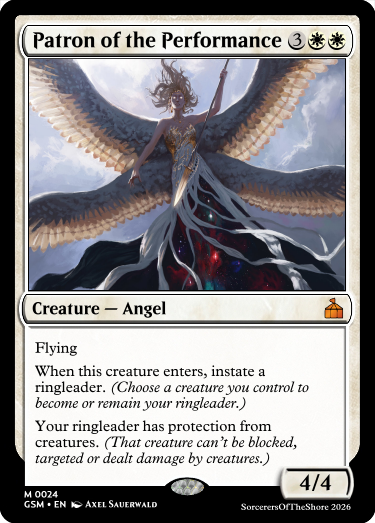 Patron of the Performance 3
Creature — Angel
Flying
When this creature enters, instate a
ringleader. (Choose a creature you control to
become or remain your ringleader.)
Your ringleader has protection from
creatures. (That creature can't be blocked,
targeted or dealt damage by creatures.)
4/4
M 0024
GSM • EN Axel Sauerwald
SorcerersOfTheShore 2026